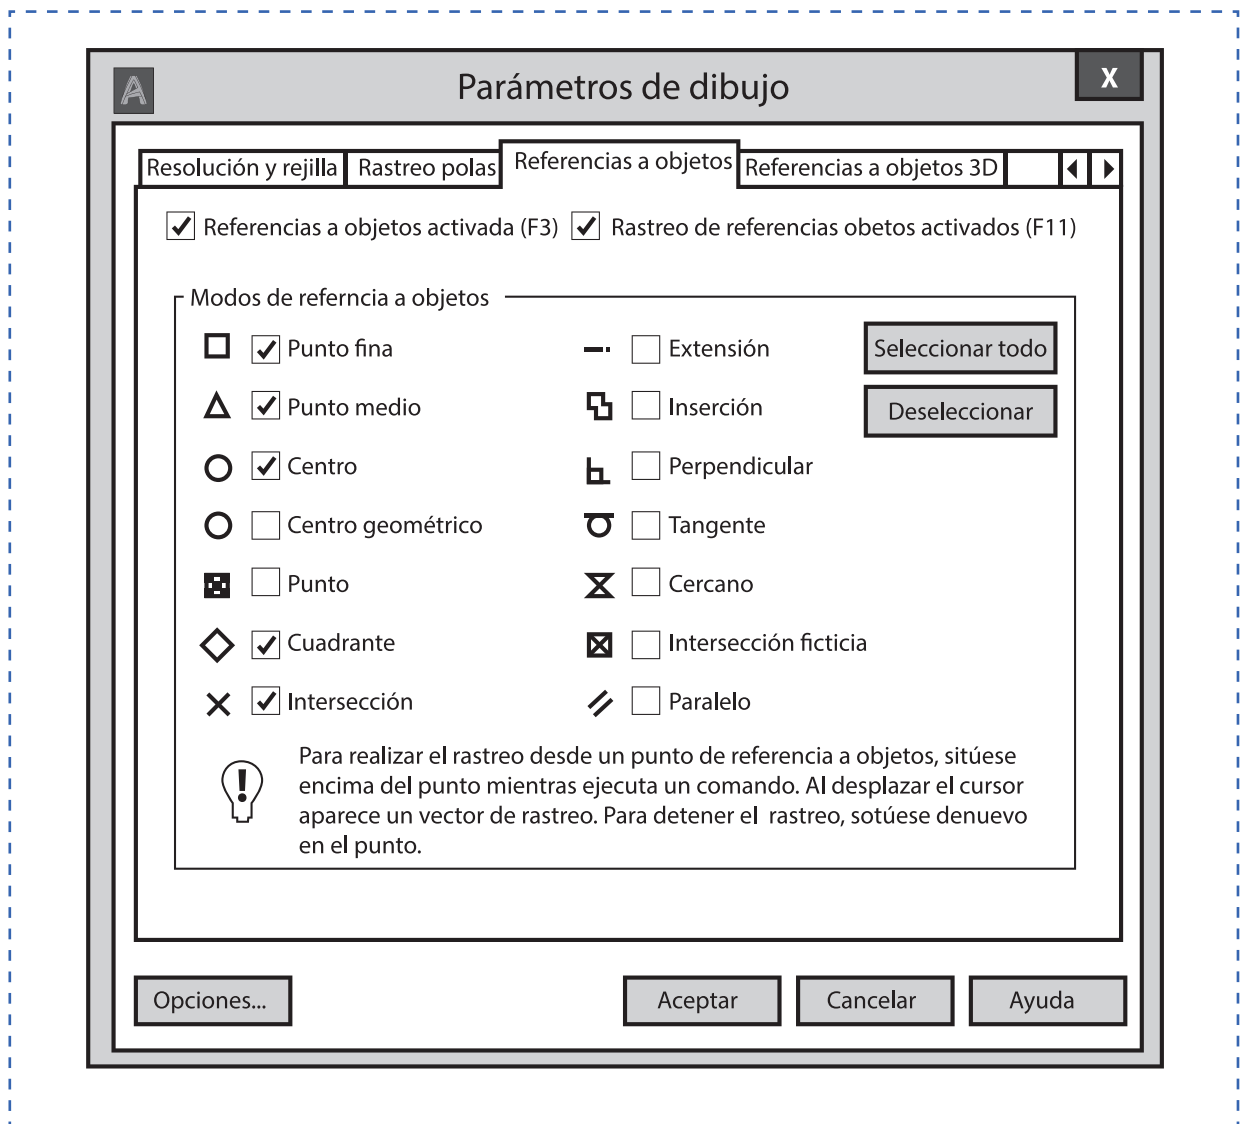 Parámetros de dibujo
X
Resolución y rejilla
Rastreo polas
Referencias a objetos
Referencias a objetos 3D
Referencias a objetos activada (F3)
Rastreo de referencias obetos activados (F11)
Modos de referncia a objetos
Punto fina
Extensión
Seleccionar todo
Punto medio
Inserción
Deseleccionar
Centro
Perpendicular
Centro geométrico
Tangente
Punto
Cercano
Cuadrante
Intersección ficticia
Intersección
Paralelo
Para realizar el rastreo desde un punto de referencia a objetos, sitúese
encima del punto mientras ejecuta un comando. Al desplazar el cursor
aparece un vector de rastreo. Para detener el rastreo, sotúese denuevo
en el punto.
Opciones...
Aceptar
Cancelar
Ayuda